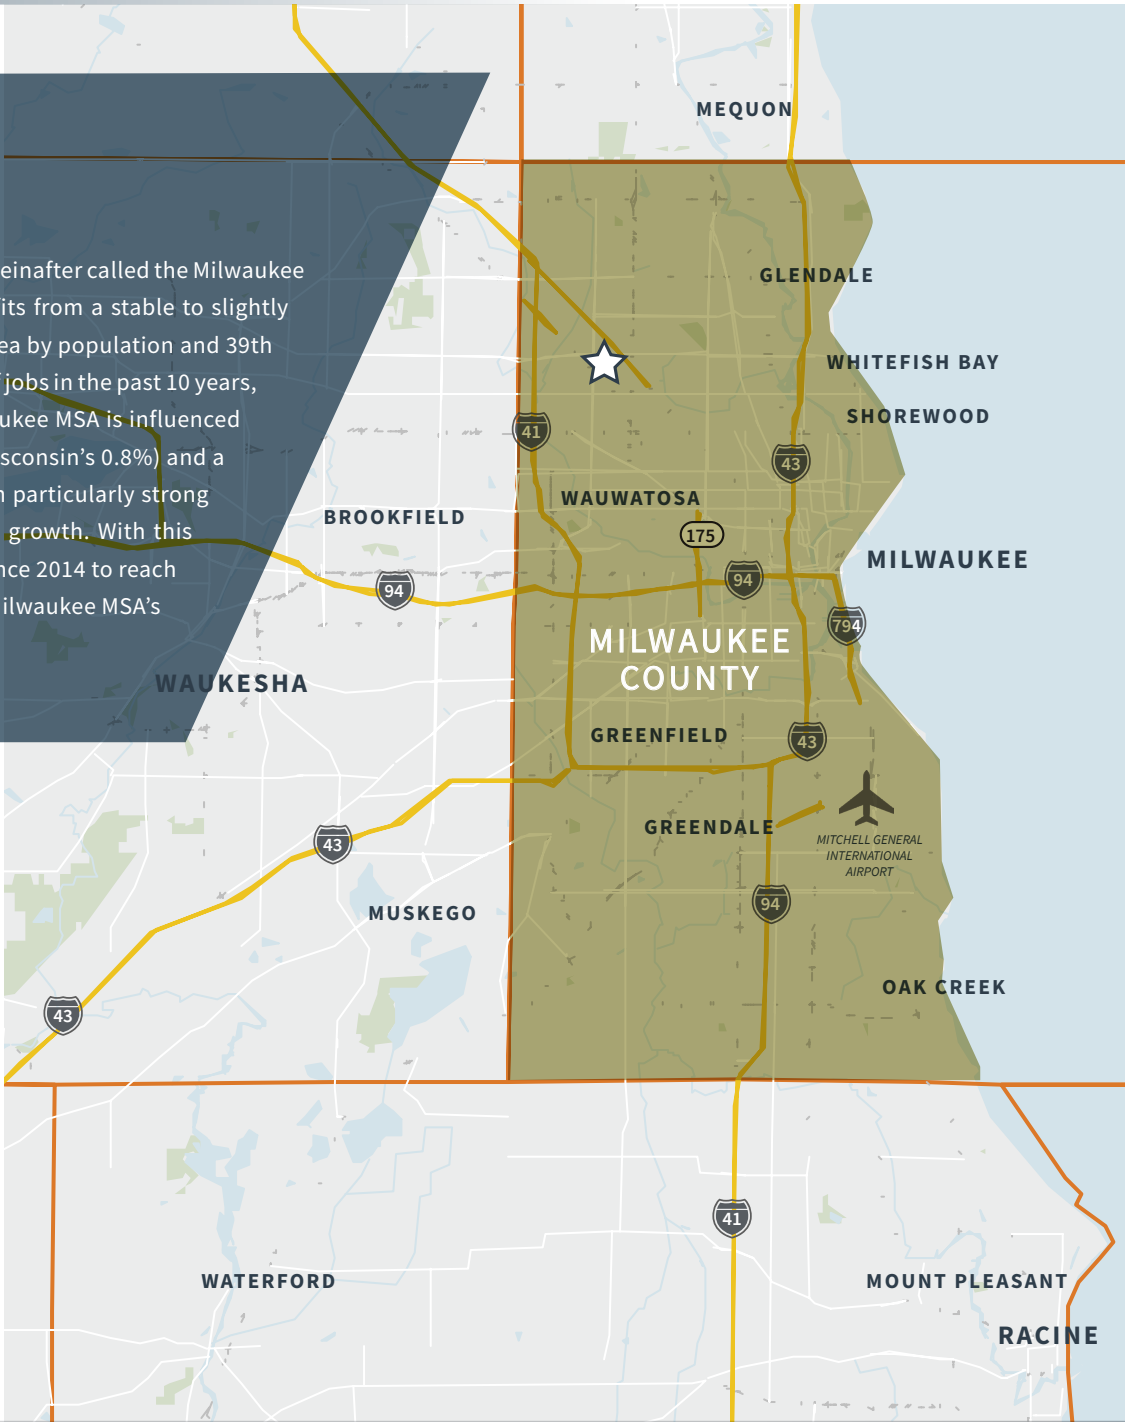 einafter called the Milwaukee
its from a stable to slightly
ea by population and 39th
jobs in the past 10 years,
ukee MSA is influenced
sconsin’s 0.8%) and a
particularly strong
growth. With this
nce 2014 to reach
ilwaukee MSA’s
MEQUON
GLENDALE
WHITEFISH BAY
SHOREWOOD
41
43
WAUWATOSA
BROOKFIELD
175
MILWAUKEE
94
94
794
MILWAUKEE
COUNTY
WAUKESHA
GREENFIELD
43
GREENDALE
MITCHELL GENERAL
INTERNATIONAL
AIRPORT
43
94
MUSKEGO
OAK CREEK
43
41
WATERFORD
MOUNT PLEASANT
RACINE